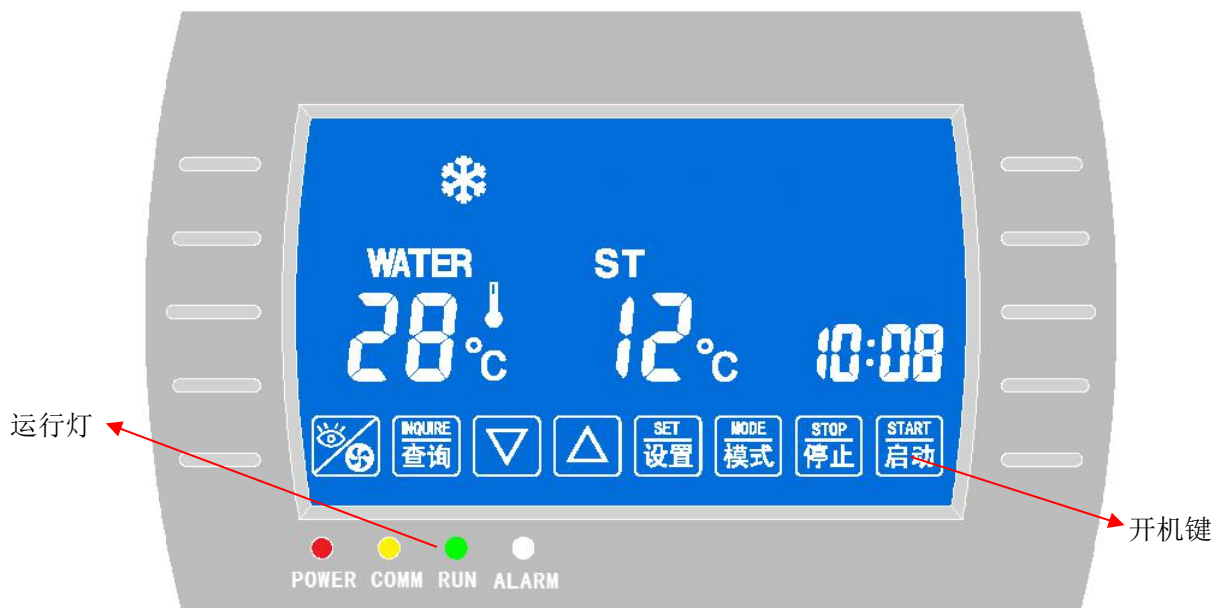 WATER ST
28℃ 12℃ 10:08
运行灯
INQUIRE SET MODE STOP START
查询 设置 模式 停止 启动
开机键
POWER COMM RUN ALARM